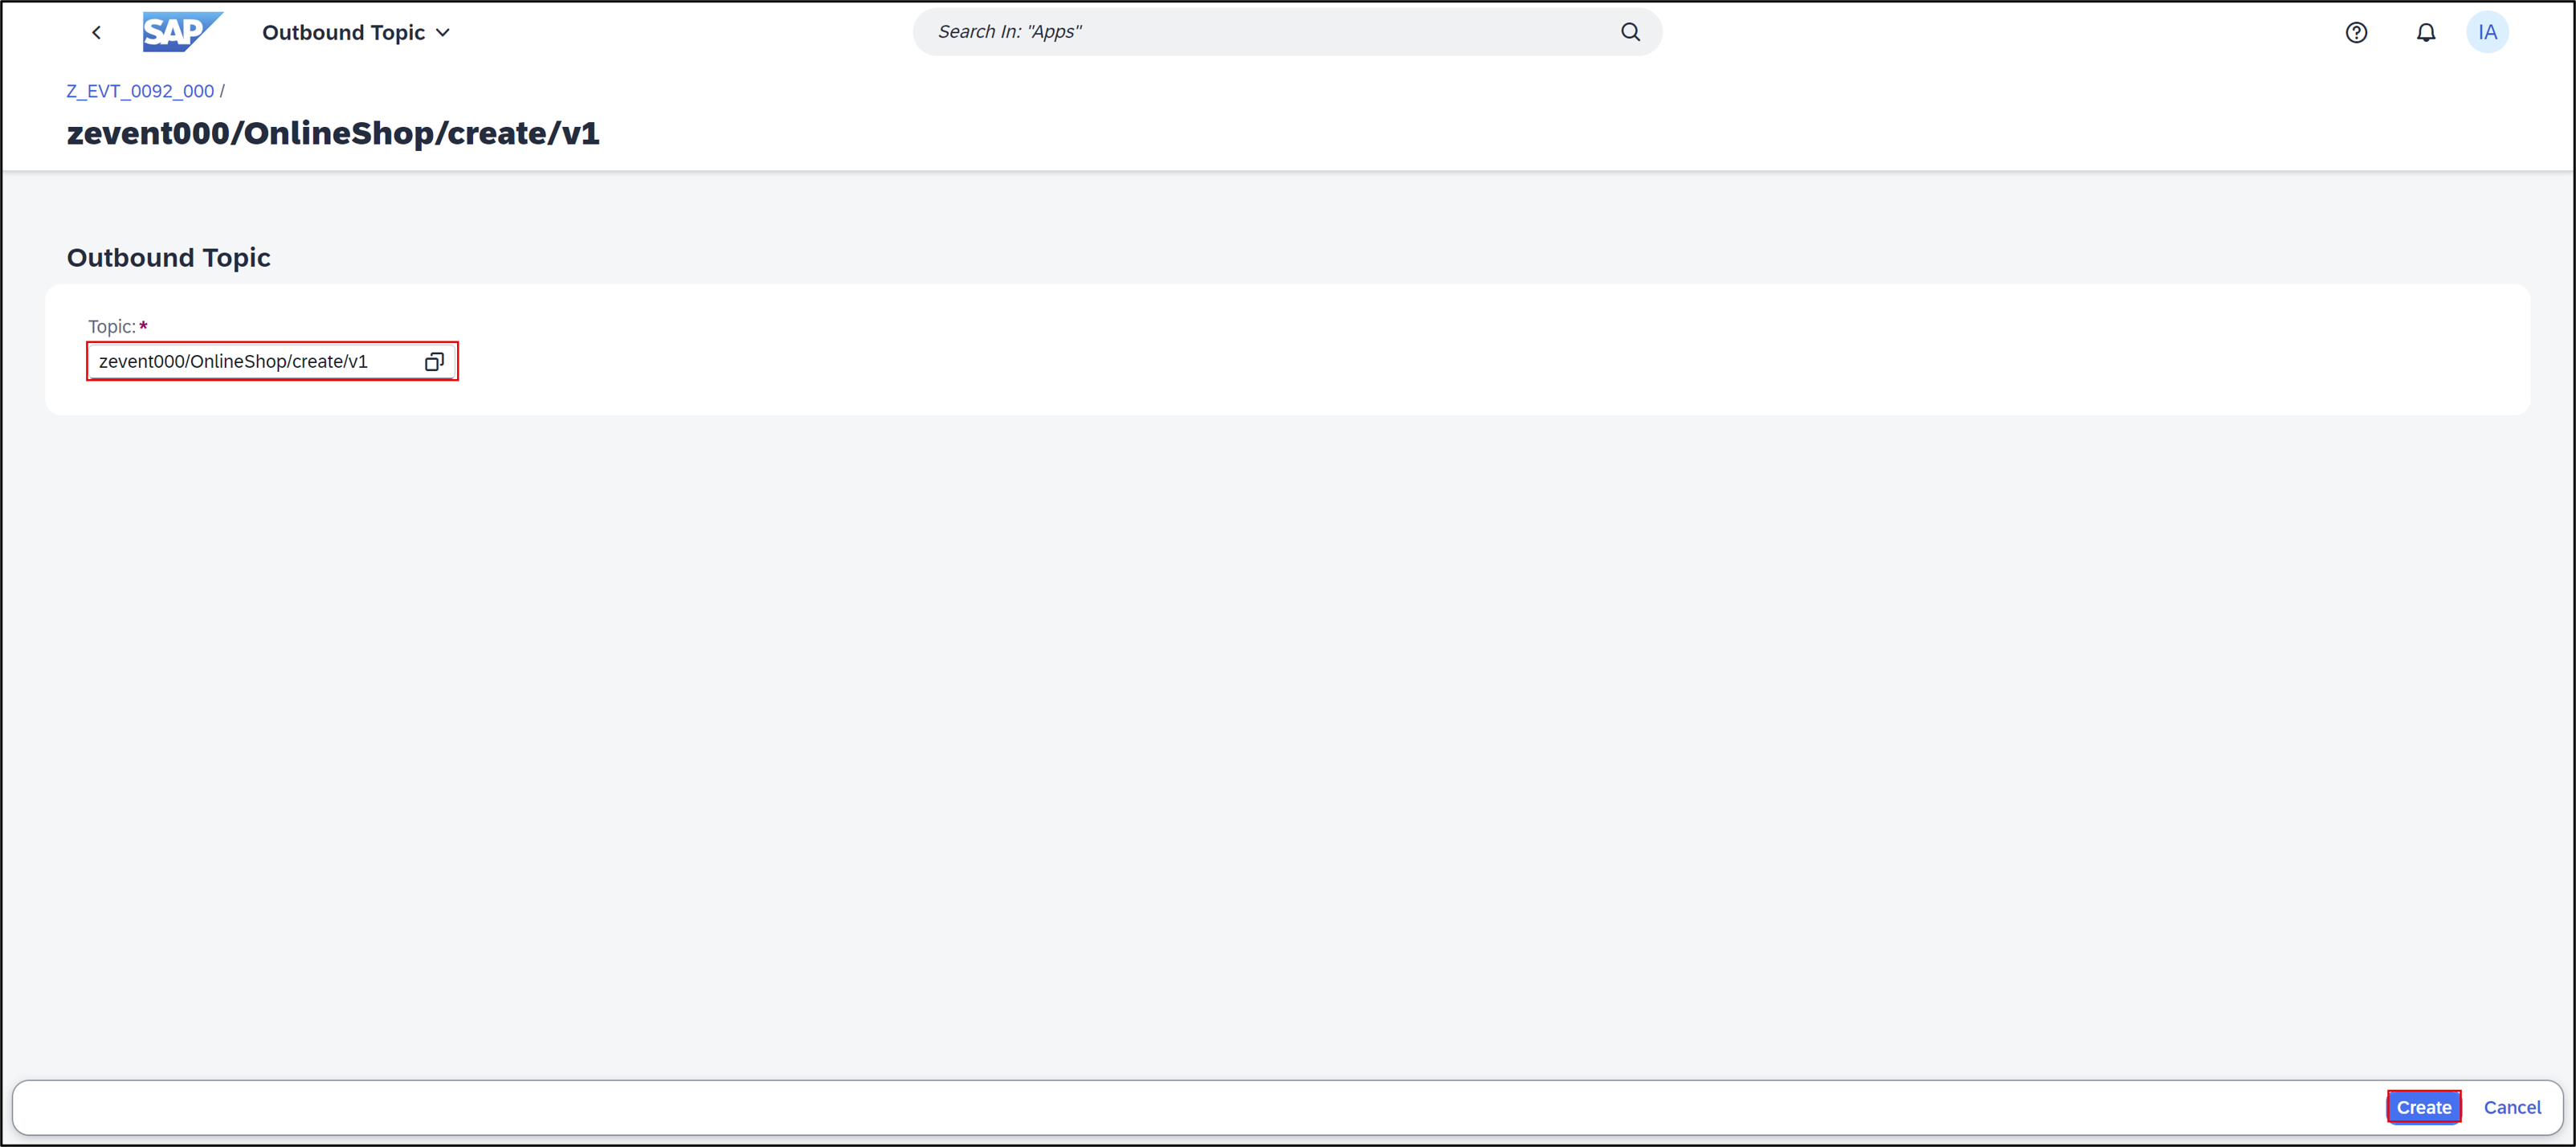 SAP Outbound Topic Search In: "Apps" IA
Z_EVT_0092_000 /
zevent000/OnlineShop/create/v1
Outbound Topic
Topic: *
zevent000/OnlineShop/create/v1
Create Cancel